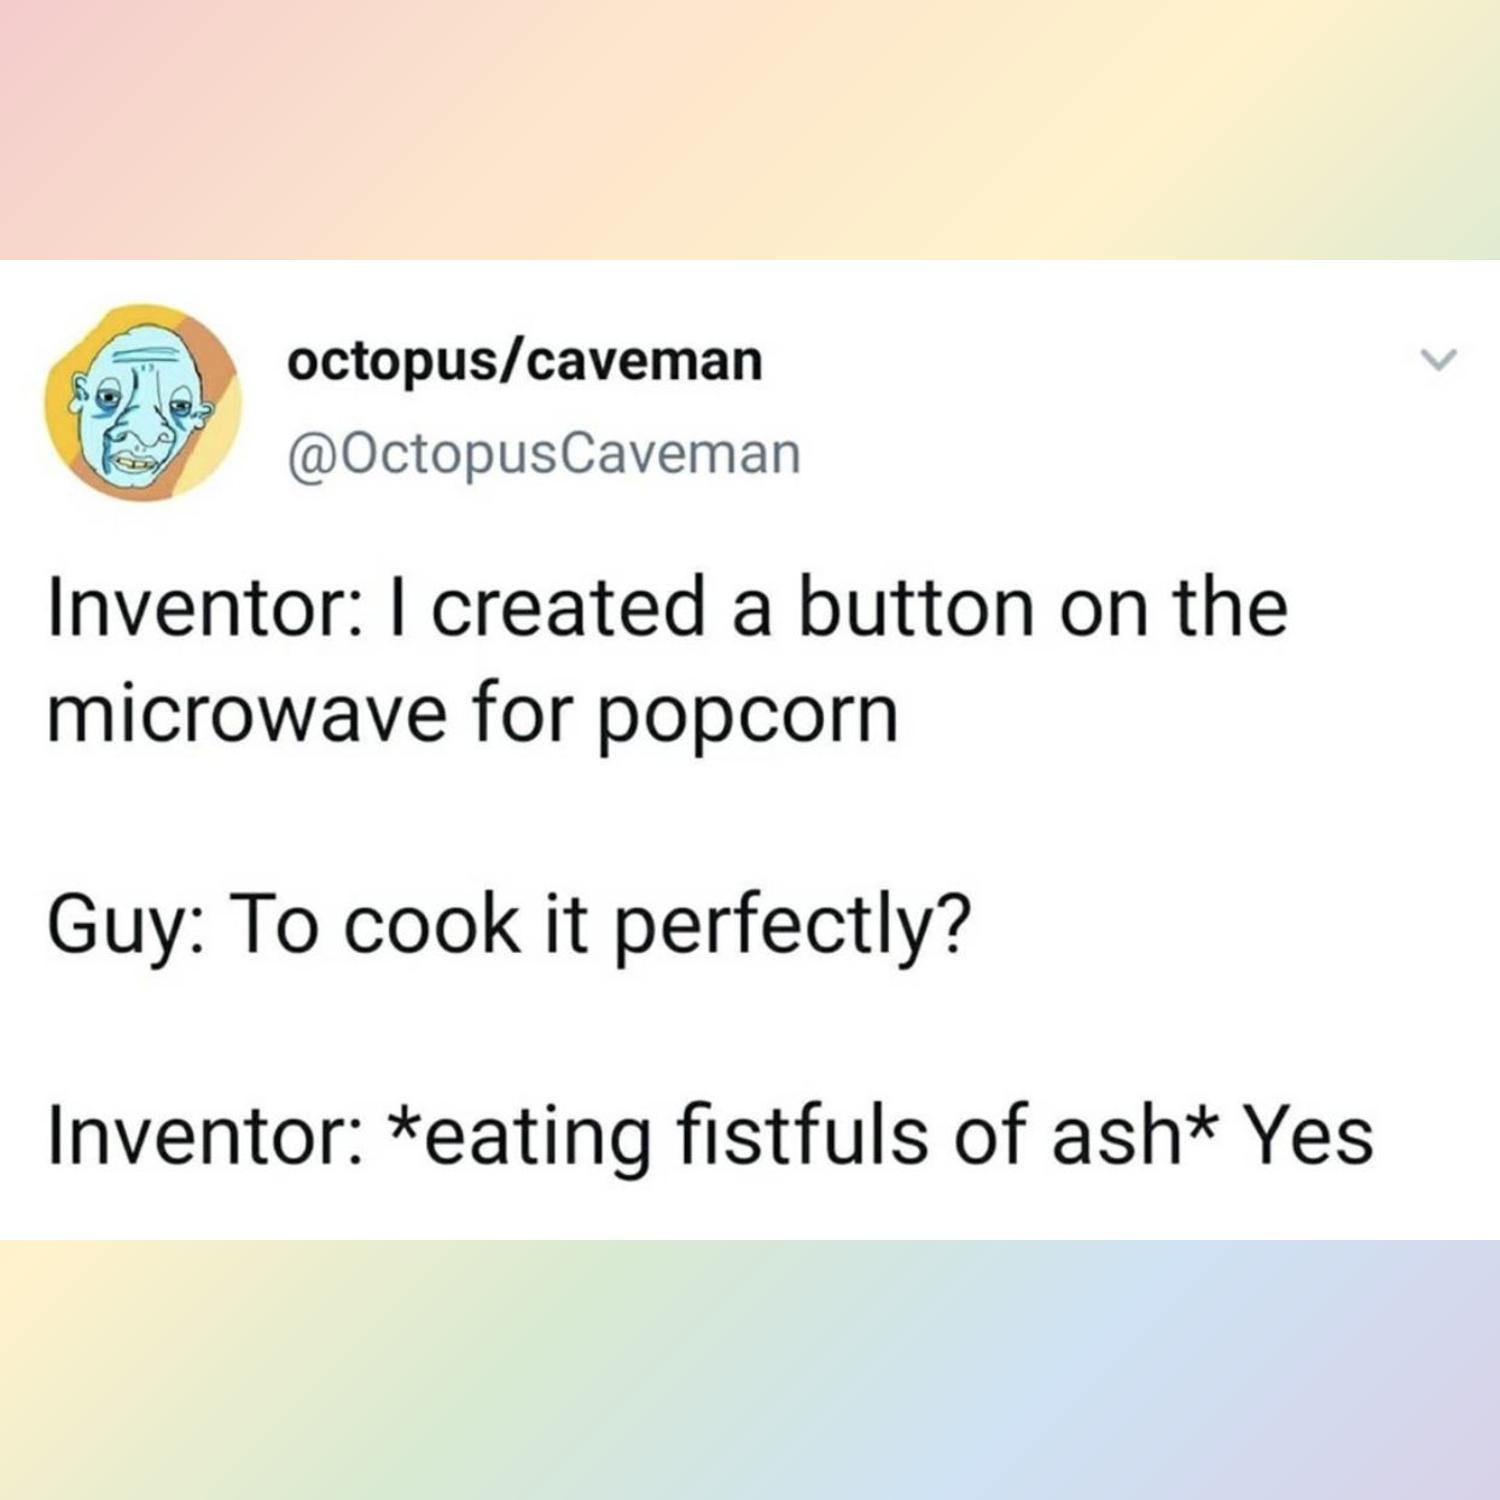 octopus/caveman
@OctopusCaveman
Inventor: I created a button on the
microwave for popcorn
Guy: To cook it perfectly?
Inventor: *eating fistfuls of ash* Yes